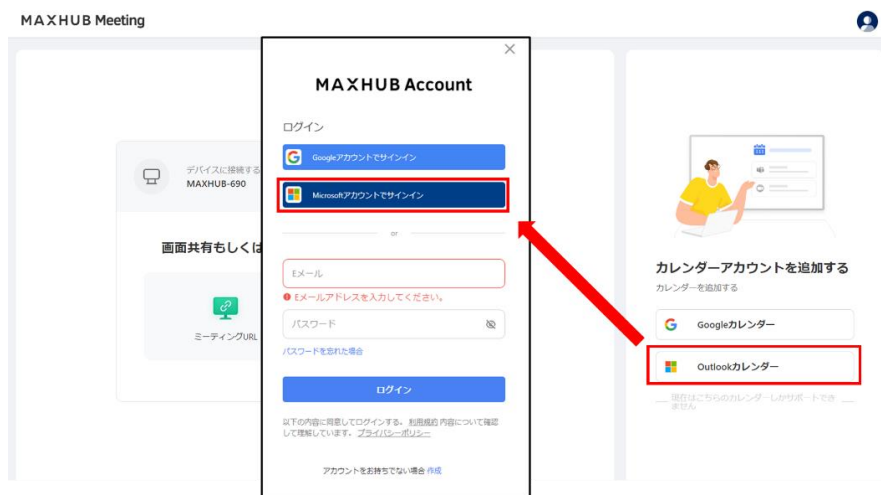 MAXHUB Meeting
デバイスに接続する
MAXHUB-690
画面共有もしくは
ミーティングURL
MAXHUB Account
ログイン
Googleアカウントでサインイン
Microsoftアカウントでサインイン
or
Eメール
Eメールアドレスを入力してください。
パスワード
パスワードを忘れた場合
ログイン
以下の内容に同意してログインする。 利用規約 内容について確認
して理解しています。 プライバシーポリシー
アカウントをお持ちでない場合 作成
カレンダーアカウントを追加する
カレンダーを追加する
Googleカレンダー
Outlookカレンダー
現在はこちらのカレンダーしかサポートでき
ません